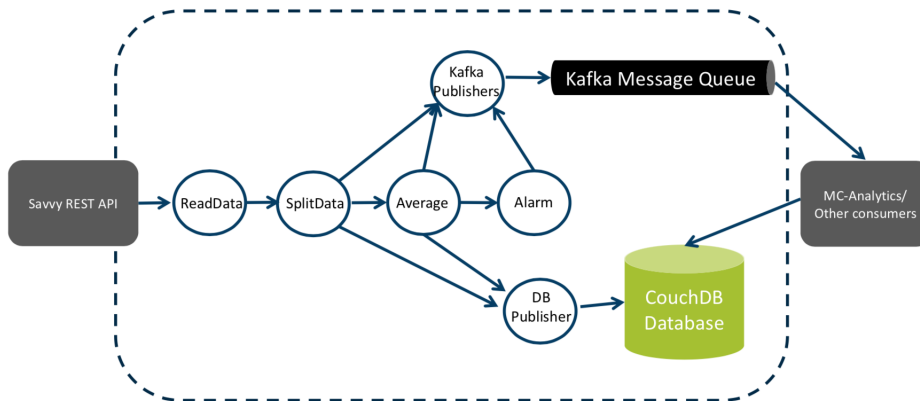 Kafka
Publishers
Kafka Message Queue
Savvy REST API
ReadData
SplitData
Average
Alarm
MC-Analytics/
Other consumers
DB
Publisher
CouchDB
Database